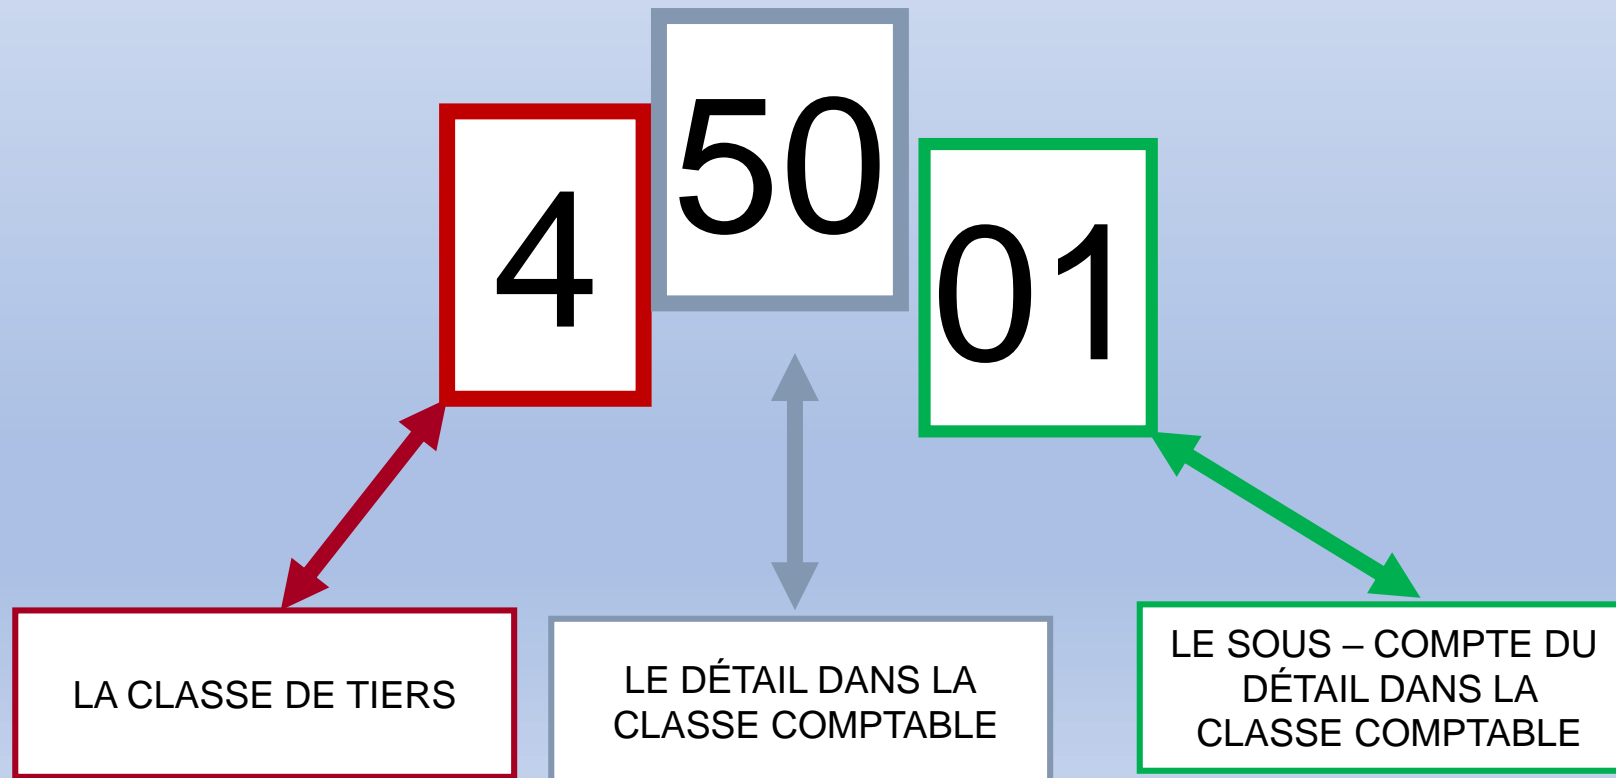 4
50
01
LA CLASSE DE TIERS
LE DÉTAIL DANS LA
CLASSE COMPTABLE
LE SOUS – COMPTE DU
DÉTAIL DANS LA
CLASSE COMPTABLE